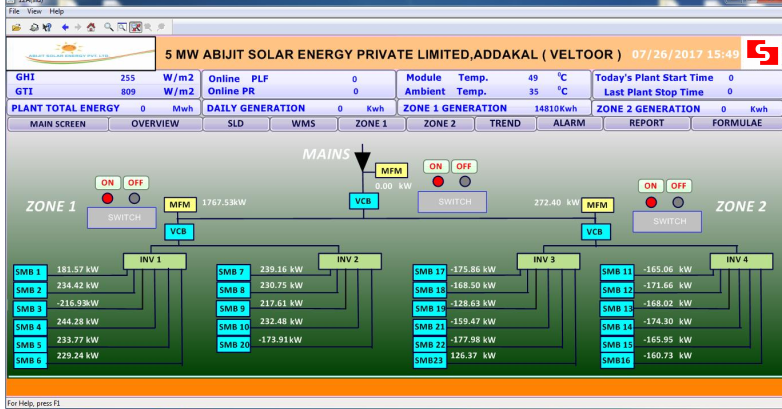 File View Help
ABIJIT SOLAR ENERGY PVT. LTD.
5 MW ABIJIT SOLAR ENERGY PRIVATE LIMITED,ADDAKAL ( VELTOOR ) 07/26/2017 15:49
GHI 255 W/m2 Online PLF 0 Module Temp. 49 °C Today's Plant Start Time 0
GTI 809 W/m2 Online PR 0 Ambient Temp. 35 °C Last Plant Stop Time 0
PLANT TOTAL ENERGY 0 Mwh DAILY GENERATION 0 Kwh ZONE 1 GENERATION 14810Kwh ZONE 2 GENERATION 0 Kwh
MAIN SCREEN OVERVIEW SLD WMS ZONE 1 ZONE 2 TREND ALARM REPORT FORMULAE
MAINS
MFM ON OFF
0.00 kW
ON OFF
ON OFF
VCB SWITCH
ZONE 1 SWITCH MFM 1767.53kW 272.40 kW MFM SWITCH ZONE 2
VCB VCB
INV 1 INV 2 INV 3 INV 4
SMB 1 181.57 kW SMB 7 239.16 kW SMB 17 -175.86 kW SMB 11 -165.06 kW
SMB 2 234.42 kW SMB 8 230.75 kW SMB 18 -168.50 kW SMB 12 -171.66 kW
SMB 3 -216.93kW SMB 9 217.61 kW SMB 19 -128.63 kW SMB 13 -168.02 kW
SMB 4 244.28 kW SMB 10 232.48 kW SMB 21 -159.47 kW SMB 14 -174.30 kW
SMB 5 233.77 kW SMB 20 -173.91kW SMB 22 -177.98 kW SMB 15 -165.95 kW
SMB 6 229.24 kW SMB23 126.37 kW SMB16 -160.73 kW
For Help, press F1